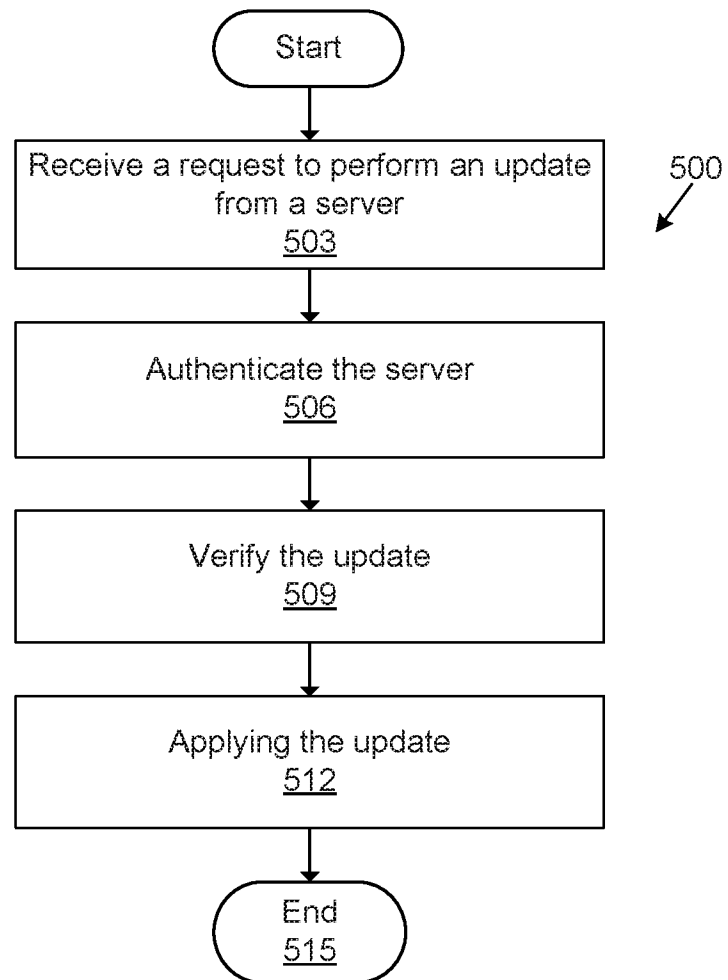 Start
Receive a request to perform an update
from a server
503
500
Authenticate the server
506
Verify the update
509
Applying the update
512
End
515